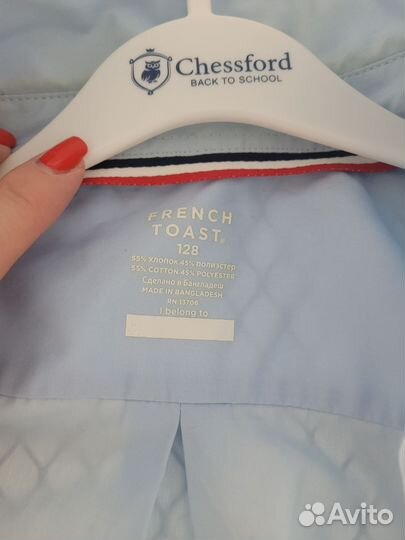 Chessford
BACK TO SCHOOL
FRENCH
TOAST®
128
55% ХЛОПОК 45% ПОЛИЭСТЕР
55% COTTON 45% POLYESTER
Сделано в Бангладеш
MADE IN BANGLADESH
RN 13706
I belong to
Avito